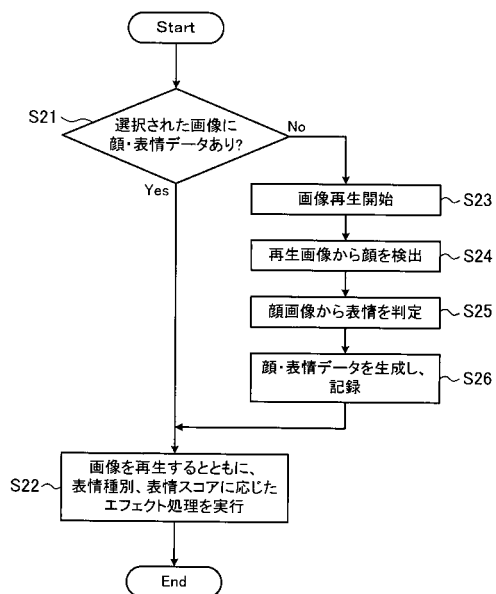 Start
S21
選択された画像に
顔・表情データあり?
No
Yes
画像再生開始
S23
再生画像から顔を検出
S24
顔画像から表情を判定
S25
顔・表情データを生成し、
記録
S26
S22
画像を再生するとともに、
表情種別、表情スコアに応じた
エフェクト処理を実行
End